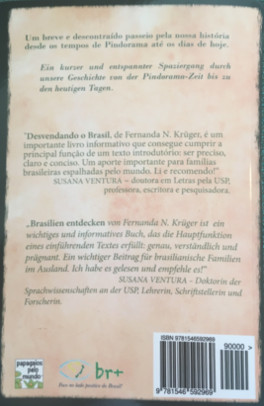 Um breve e descontraído passeio pela nossa história
desde os tempos de Pindorama até os dias de hoje.
Ein kurzer und entspannter Spaziergang durch
unsere Geschichte von der Pindorama-Zeit bis zu
den heutigen Tagen.
"Desvendando o Brasil, de Fernanda N. Krüger, é um
importante livro informativo que consegue cumprir a
principal função de um texto introdutório: ser preciso,
claro e conciso. Um aporte importante para famílias
brasileiras espalhadas pelo mundo. Li e recomendo!"
SUSANA VENTURA – doutora em Letras pela USP,
professora, escritora e pesquisadora.
„Brasilien entdecken von Fernanda N. Krüger ist ein
wichtiges und informatives Buch, das die Hauptfunktion
eines einführenden Textes erfüllt: genau, verständlich und
prägnant. Ein wichtiger Beitrag für brasilianische Familien
im Ausland. Ich habe es gelesen und empfehle es!"
SUSANA VENTURA – Doktorin der
Sprachwissenschaften an der USP, Lehrerin, Schriftstellerin und
Forscherin.
papagaios
pelo
mundo
br+
Para un lado positivo do Brasil!
ISBN 9781546592969
90000 >
9 781546 592969